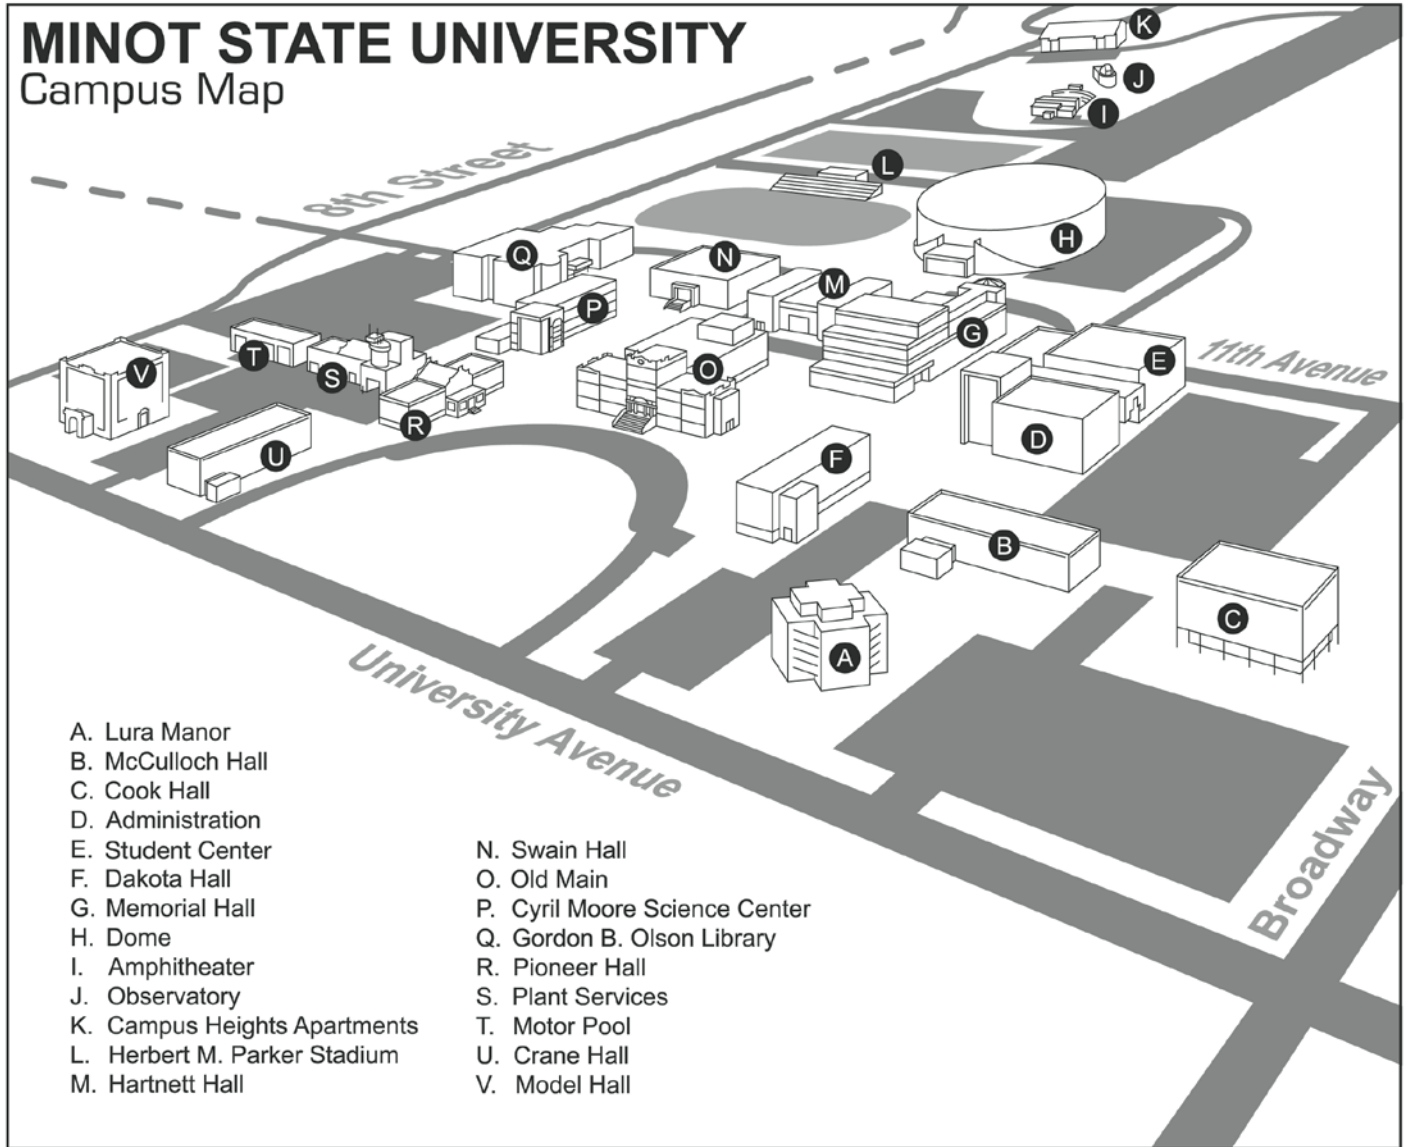 MINOT STATE UNIVERSITY
Campus Map
K
J
I
8th Street
L
H
Q
N
M
P
G
T
S
O
E
V
11th Avenue
R
D
U
F
B
C
A
University Avenue
Broadway
A. Lura Manor
B. McCulloch Hall
C. Cook Hall
D. Administration
E. Student Center
F. Dakota Hall
G. Memorial Hall
H. Dome
I. Amphitheater
J. Observatory
K. Campus Heights Apartments
L. Herbert M. Parker Stadium
M. Hartnett Hall
N. Swain Hall
O. Old Main
P. Cyril Moore Science Center
Q. Gordon B. Olson Library
R. Pioneer Hall
S. Plant Services
T. Motor Pool
U. Crane Hall
V. Model Hall